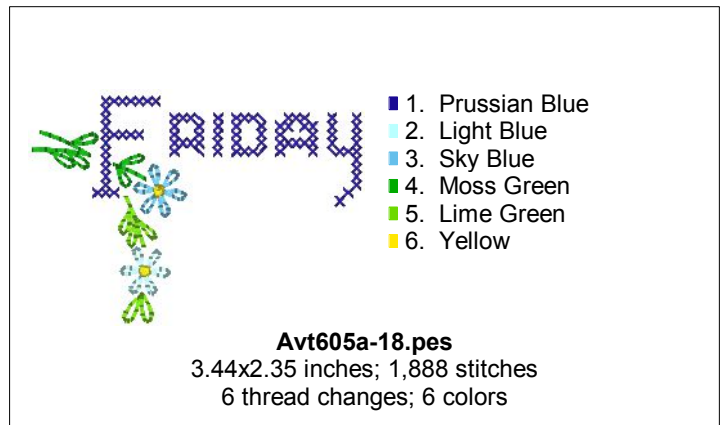 FRIDAY
1. Prussian Blue
2. Light Blue
3. Sky Blue
4. Moss Green
5. Lime Green
6. Yellow
Avt605a-18.pes
3.44x2.35 inches; 1,888 stitches
6 thread changes; 6 colors